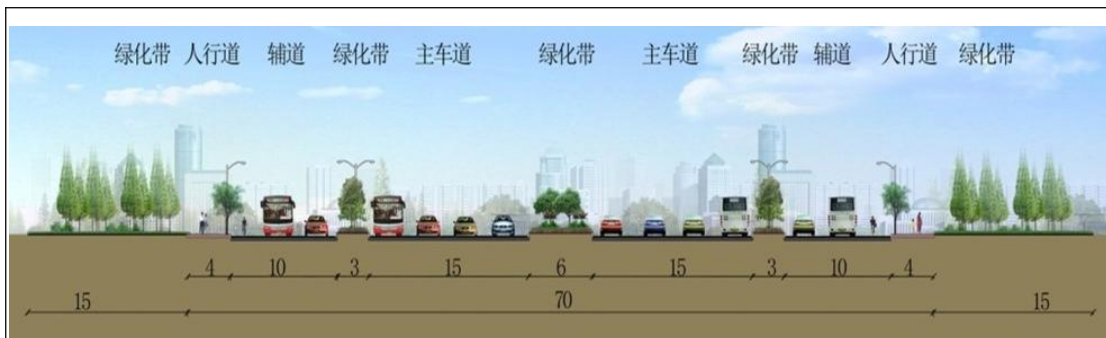 绿化带 人行道 辅道 绿化带 主车道 绿化带 主车道 绿化带 辅道 人行道 绿化带
4 10 3 15 6 15 3 10 4
15 70 15